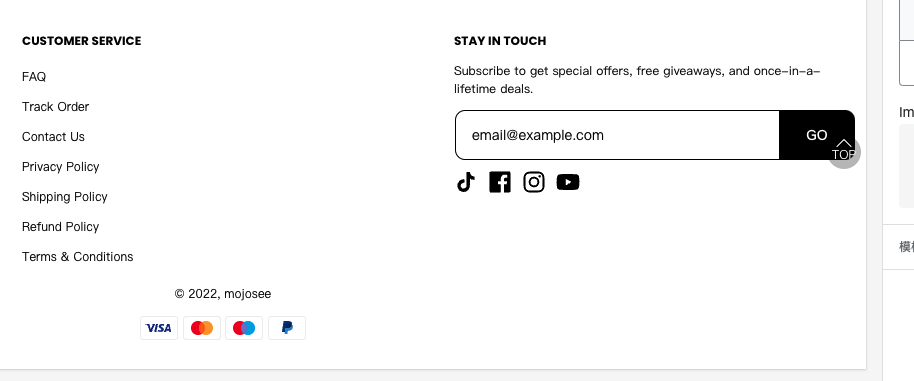 CUSTOMER SERVICE
FAQ
Track Order
Contact Us
Privacy Policy
Shipping Policy
Refund Policy
Terms & Conditions
STAY IN TOUCH
Subscribe to get special offers, free giveaways, and once-in-a-
lifetime deals.
email@example.com
GO
TOP
© 2022, mojosee
VISA
Im